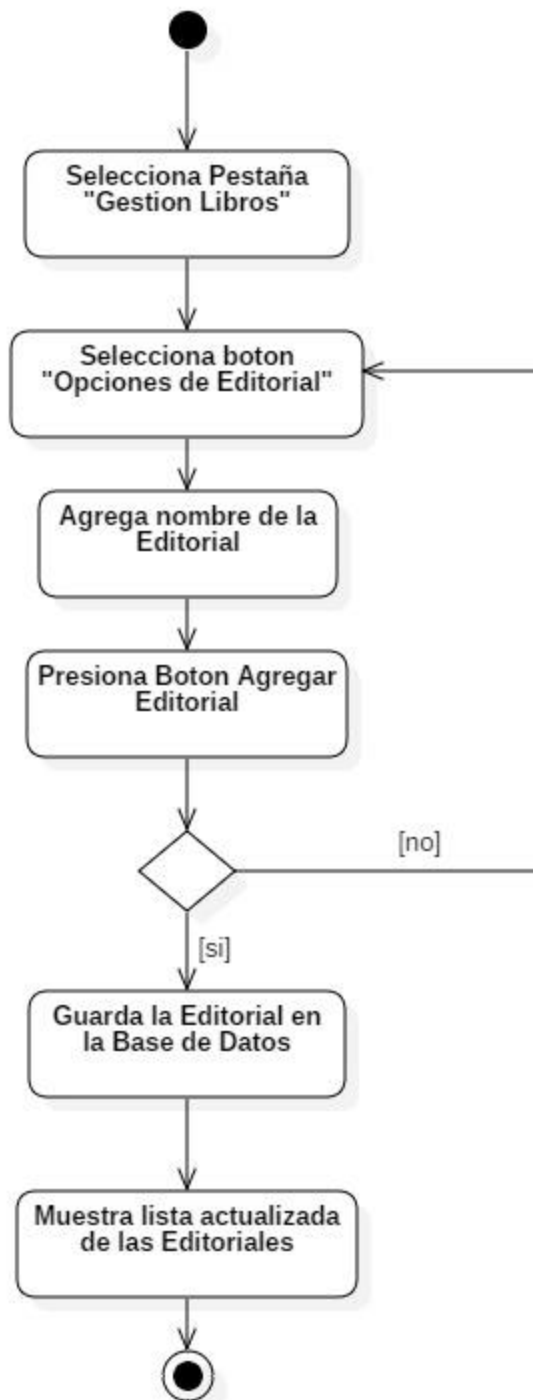 Selecciona Pestaña
"Gestion Libros"
Selecciona boton
"Opciones de Editorial"
Agrega nombre de la
Editorial
Presiona Boton Agregar
Editorial
[no]
[si]
Guarda la Editorial en
la Base de Datos
Muestra lista actualizada
de las Editoriales